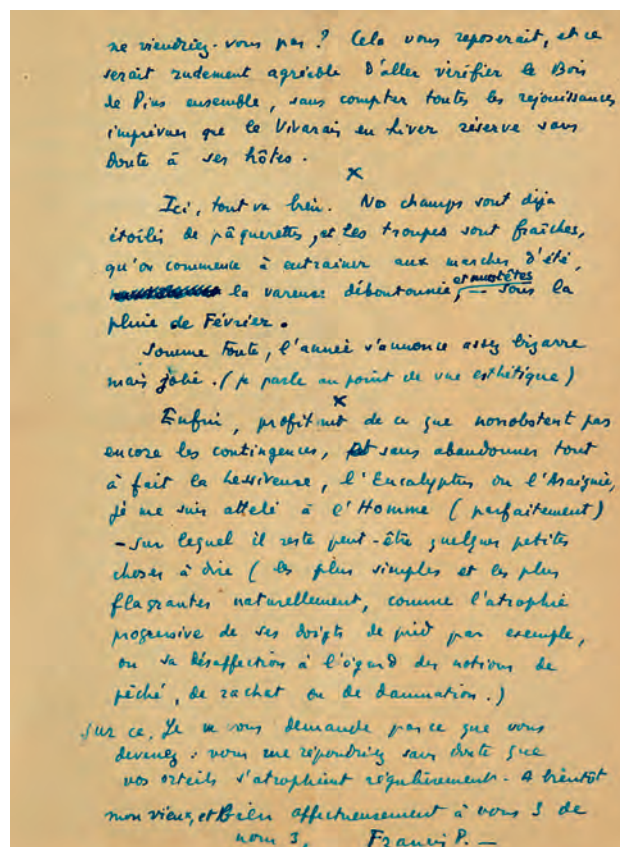 ne viendriez-vous pas ? Cela vous reposerait, et ce
serait rudement agréable d'aller vérifier le Bois
de Pins ensemble, sans compter toutes les réjouissances
imprévues que le Vivarais en hiver réserve sans
doute à ses hôtes.
x
Ici, tout va bien. Nos champs sont déjà
étoilés de pâquerettes, et les troupes sont fraîches,
qu'on commence à entraîner aux marches d'été,
la vareuse déboutonnée, et nus têtes — sous la
pluie de Février.
Somme toute, l'année s'annonce assez bizarre
mais jolie. (je parle au point de vue esthétique)
x
Enfin, profitant de ce que nonobstent pas
encore les contingences, et sans abandonner tout
à fait la Lessiveuse, l'Eucalyptus ou l'Araignée,
je me suis attelé à l'Homme (parfaitement)
— sur lequel il reste peut-être quelques petites
choses à dire (les plus simples et les plus
flagrantes naturellement, comme l'atrophie
progressive de ses doigts de pied par exemple,
ou sa désaffection à l'égard des notions de
péché, de rachat ou de damnation.)
Sur ce, je ne vous demande pas ce que vous
devenez : vous me répondriez sans doute que
vos orteils s'atrophient régulièrement. A bientôt
mon vieux, et Bien affectueusement à vous 3 de
nous 3. Francis P. —